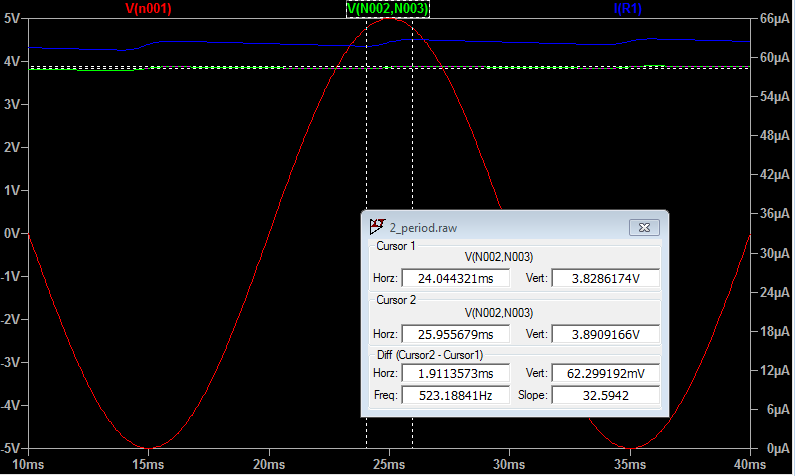 V(n001) V(N002,N003) I(R1)
5V 66µA
4V 60µA
3V 54µA
2V 48µA
1V 42µA
0V 36µA
-1V 30µA
-2V 24µA
-3V 18µA
-4V 12µA
-5V 6µA
0µA
10ms 15ms 20ms 25ms 30ms 35ms 40ms
2_period.raw
Cursor 1
V(N002,N003)
Horz: 24.044321ms Vert: 3.8286174V
Cursor 2
V(N002,N003)
Horz: 25.955679ms Vert: 3.8909166V
Diff (Cursor2 - Cursor1)
Horz: 1.9113573ms Vert: 62.299192mV
Freq: 523.18841Hz Slope: 32.5942